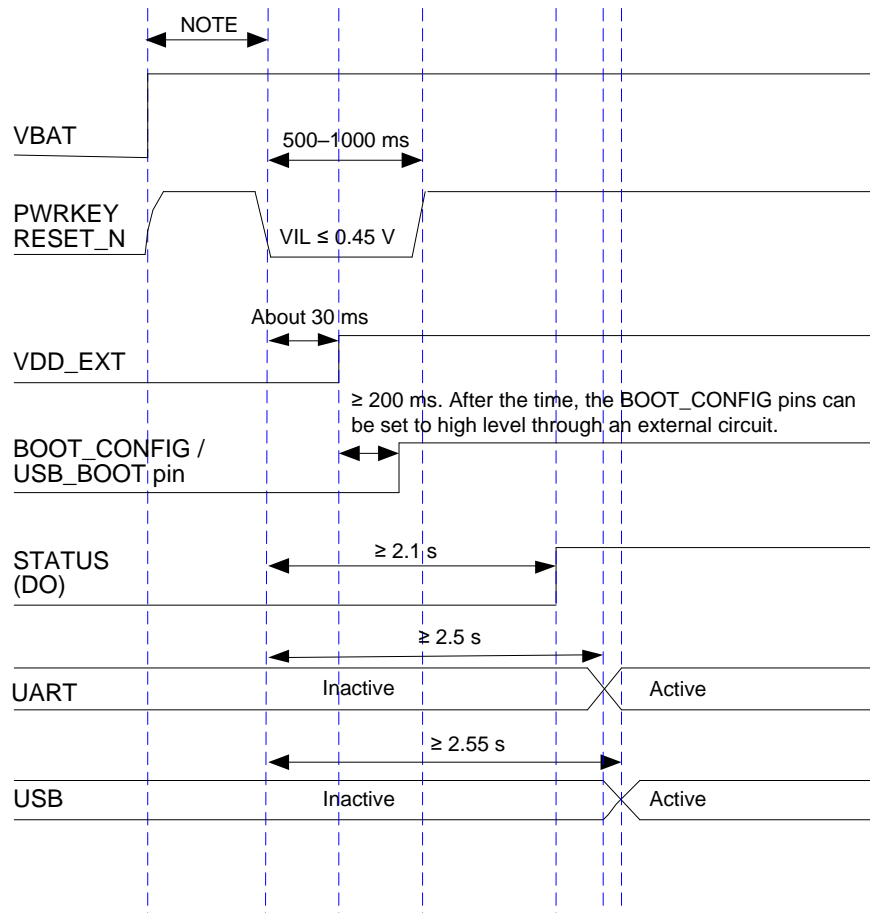 NOTE
VBAT
500–1000 ms
PWRKEY
RESET_N
VIL ≤ 0.45 V
About 30 ms
VDD_EXT
≥ 200 ms. After the time, the BOOT_CONFIG pins can
be set to high level through an external circuit.
BOOT_CONFIG /
USB_BOOT pin
≥ 2.1 s
STATUS
(DO)
≥ 2.5 s
UART
Inactive
Active
≥ 2.55 s
USB
Inactive
Active